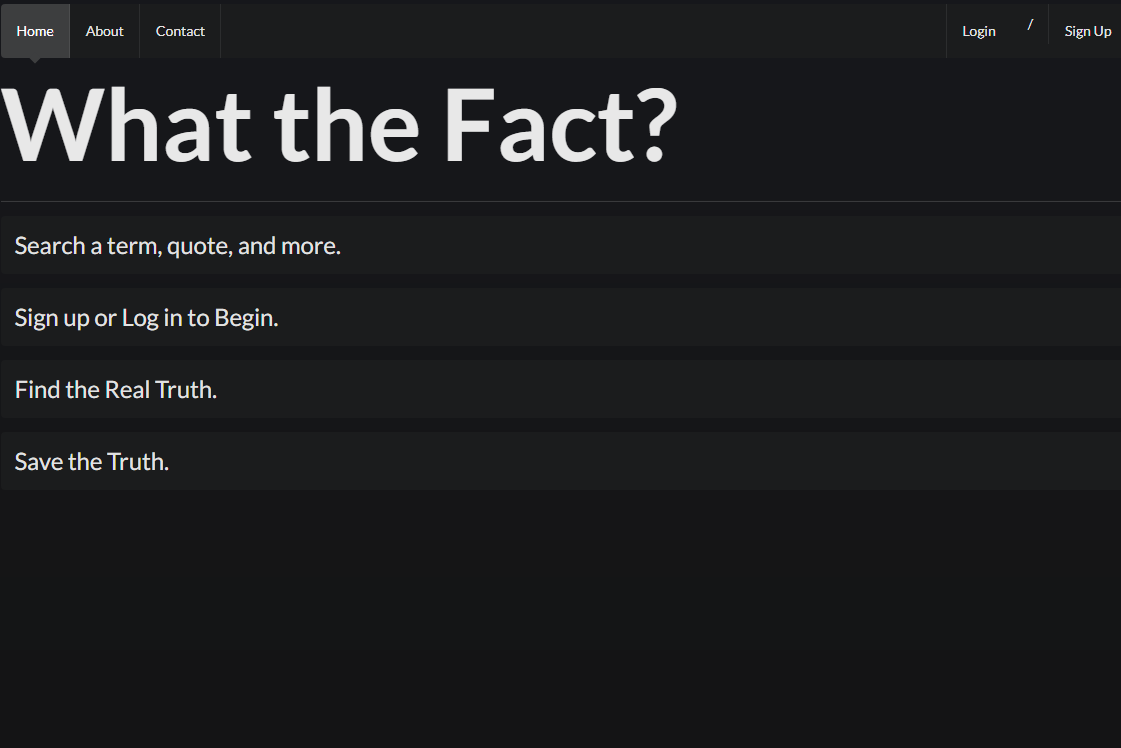 Home About Contact Login / Sign Up
What the Fact?
Search a term, quote, and more.
Sign up or Log in to Begin.
Find the Real Truth.
Save the Truth.